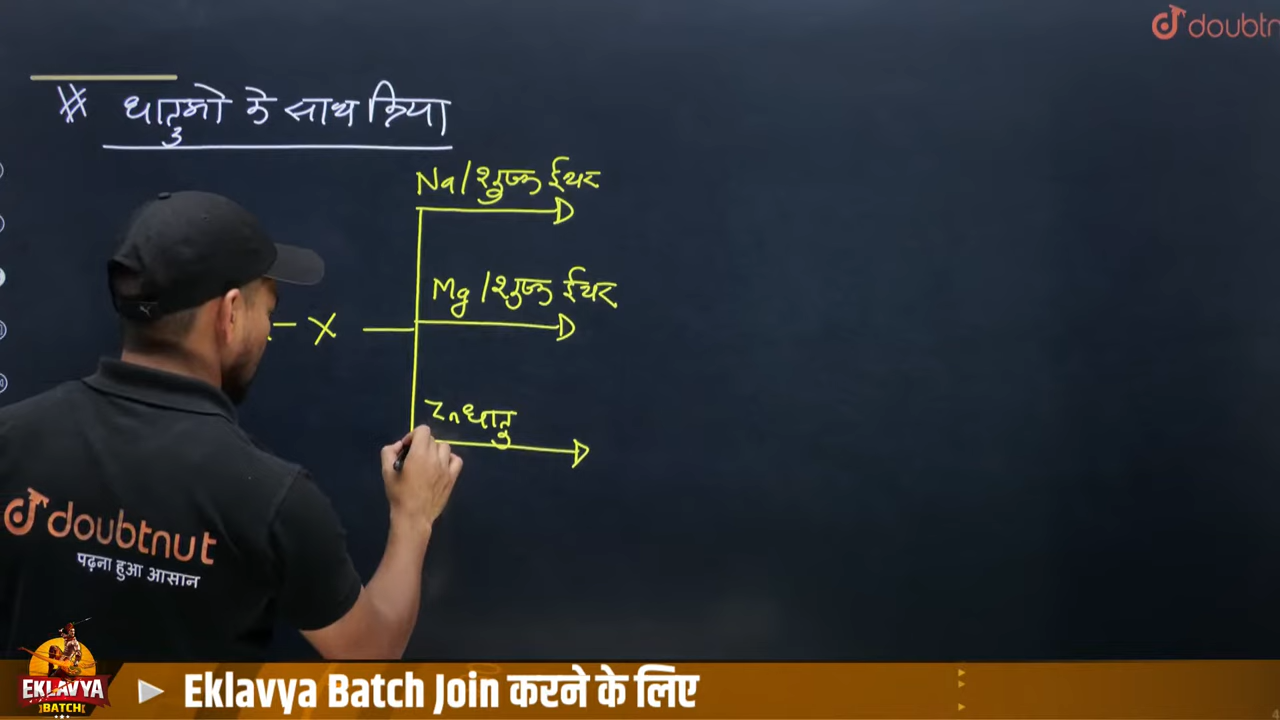 doubtn
# धातुओ के साथ क्रिया
Na/शुष्क ईथर
Mg/शुष्क ईथर
- X
Zn धातु
doubtnut
पढ़ना हुआ आसान
EKLAVYA
BATCH
Eklavya Batch Join करने के लिए